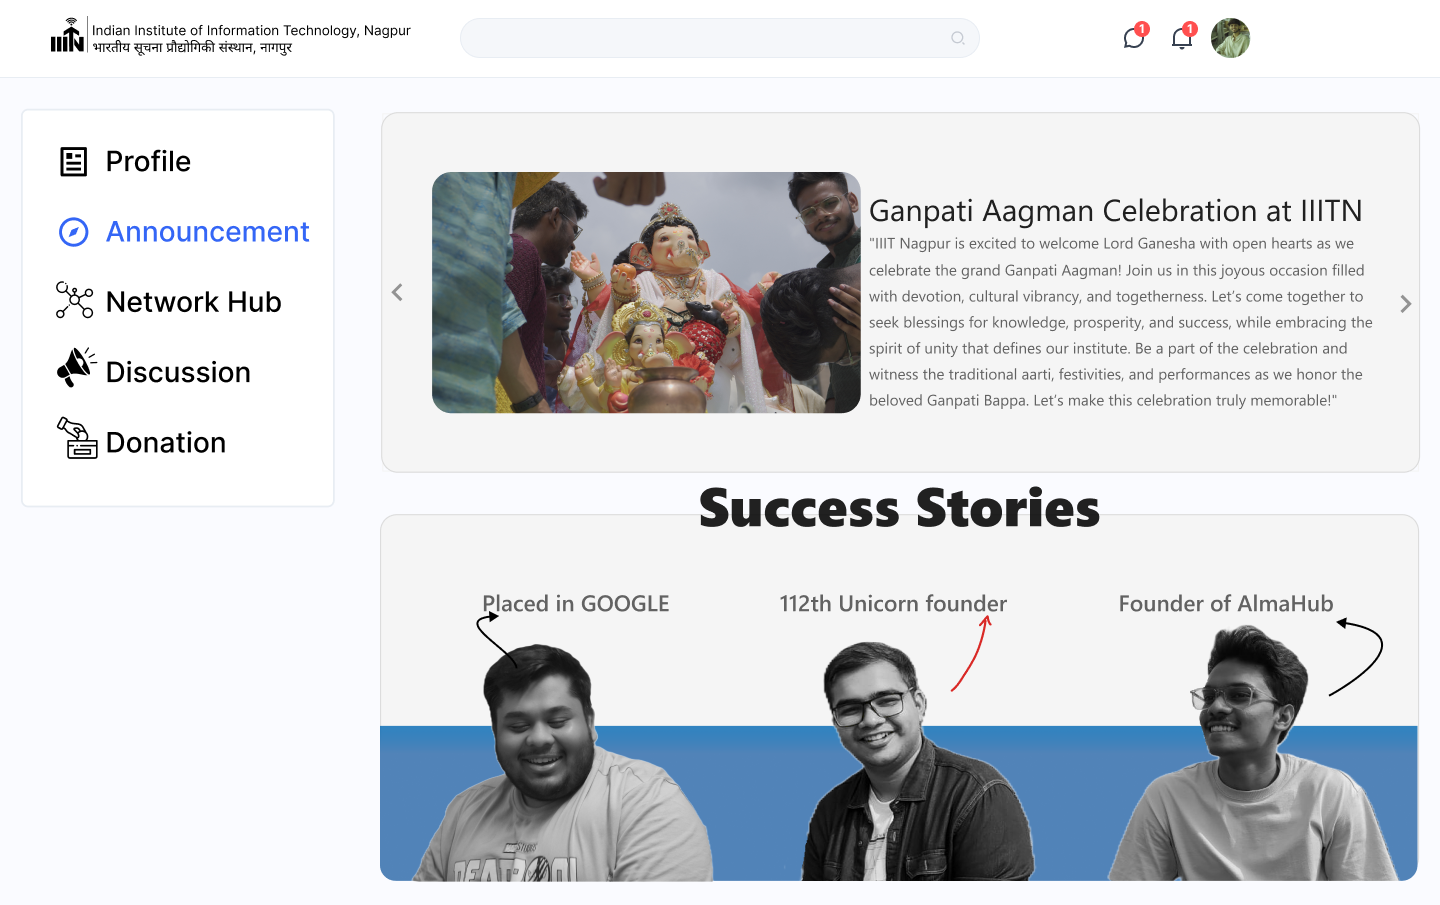 Indian Institute of Information Technology, Nagpur
भारतीय सूचना प्रौद्योगिकी संस्थान, नागपुर
1
1
Profile
Announcement
Network Hub
Discussion
Donation
Ganpati Aagman Celebration at IIITN
"IIIT Nagpur is excited to welcome Lord Ganesha with open hearts as we
celebrate the grand Ganpati Aagman! Join us in this joyous occasion filled
with devotion, cultural vibrancy, and togetherness. Let’s come together to
seek blessings for knowledge, prosperity, and success, while embracing the
spirit of unity that defines our institute. Be a part of the celebration and
witness the traditional aarti, festivities, and performances as we honor the
beloved Ganpati Bappa. Let’s make this celebration truly memorable!"
Success Stories
Placed in GOOGLE
112th Unicorn founder
Founder of AlmaHub